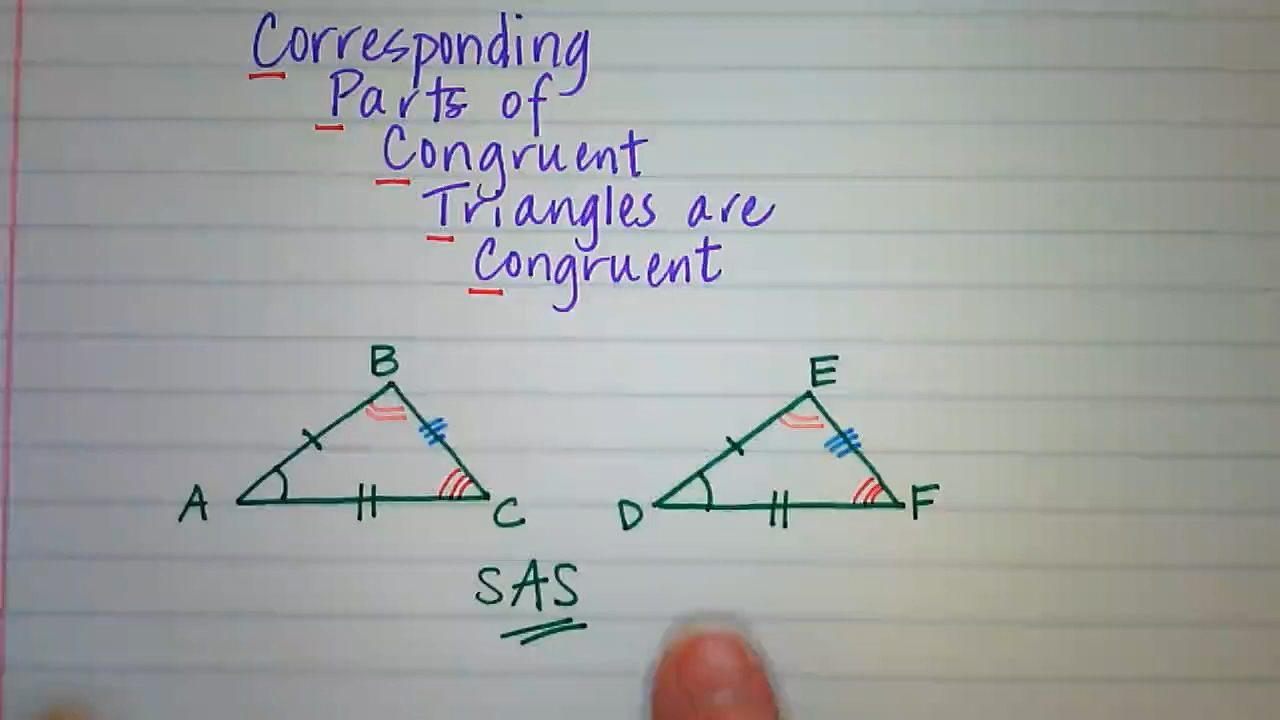 Corresponding
Parts of
Congruent
Triangles are
Congruent
B
E
A
C
D
F
SAS